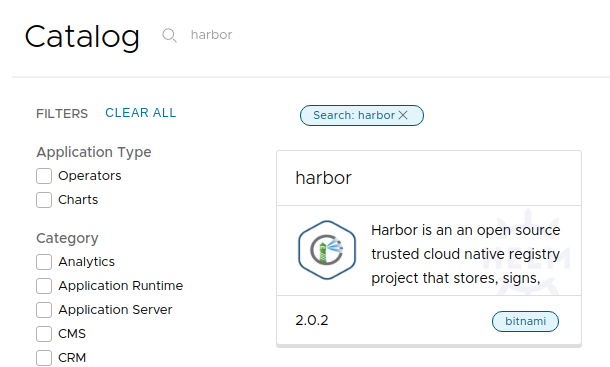 Catalog
harbor
FILTERS
CLEAR ALL
Search: harbor
Application Type
Operators
Charts
Category
Analytics
Application Runtime
Application Server
CMS
CRM
harbor
Harbor is an an open source
trusted cloud native registry
project that stores, signs,
HELM
2.0.2
bitnami